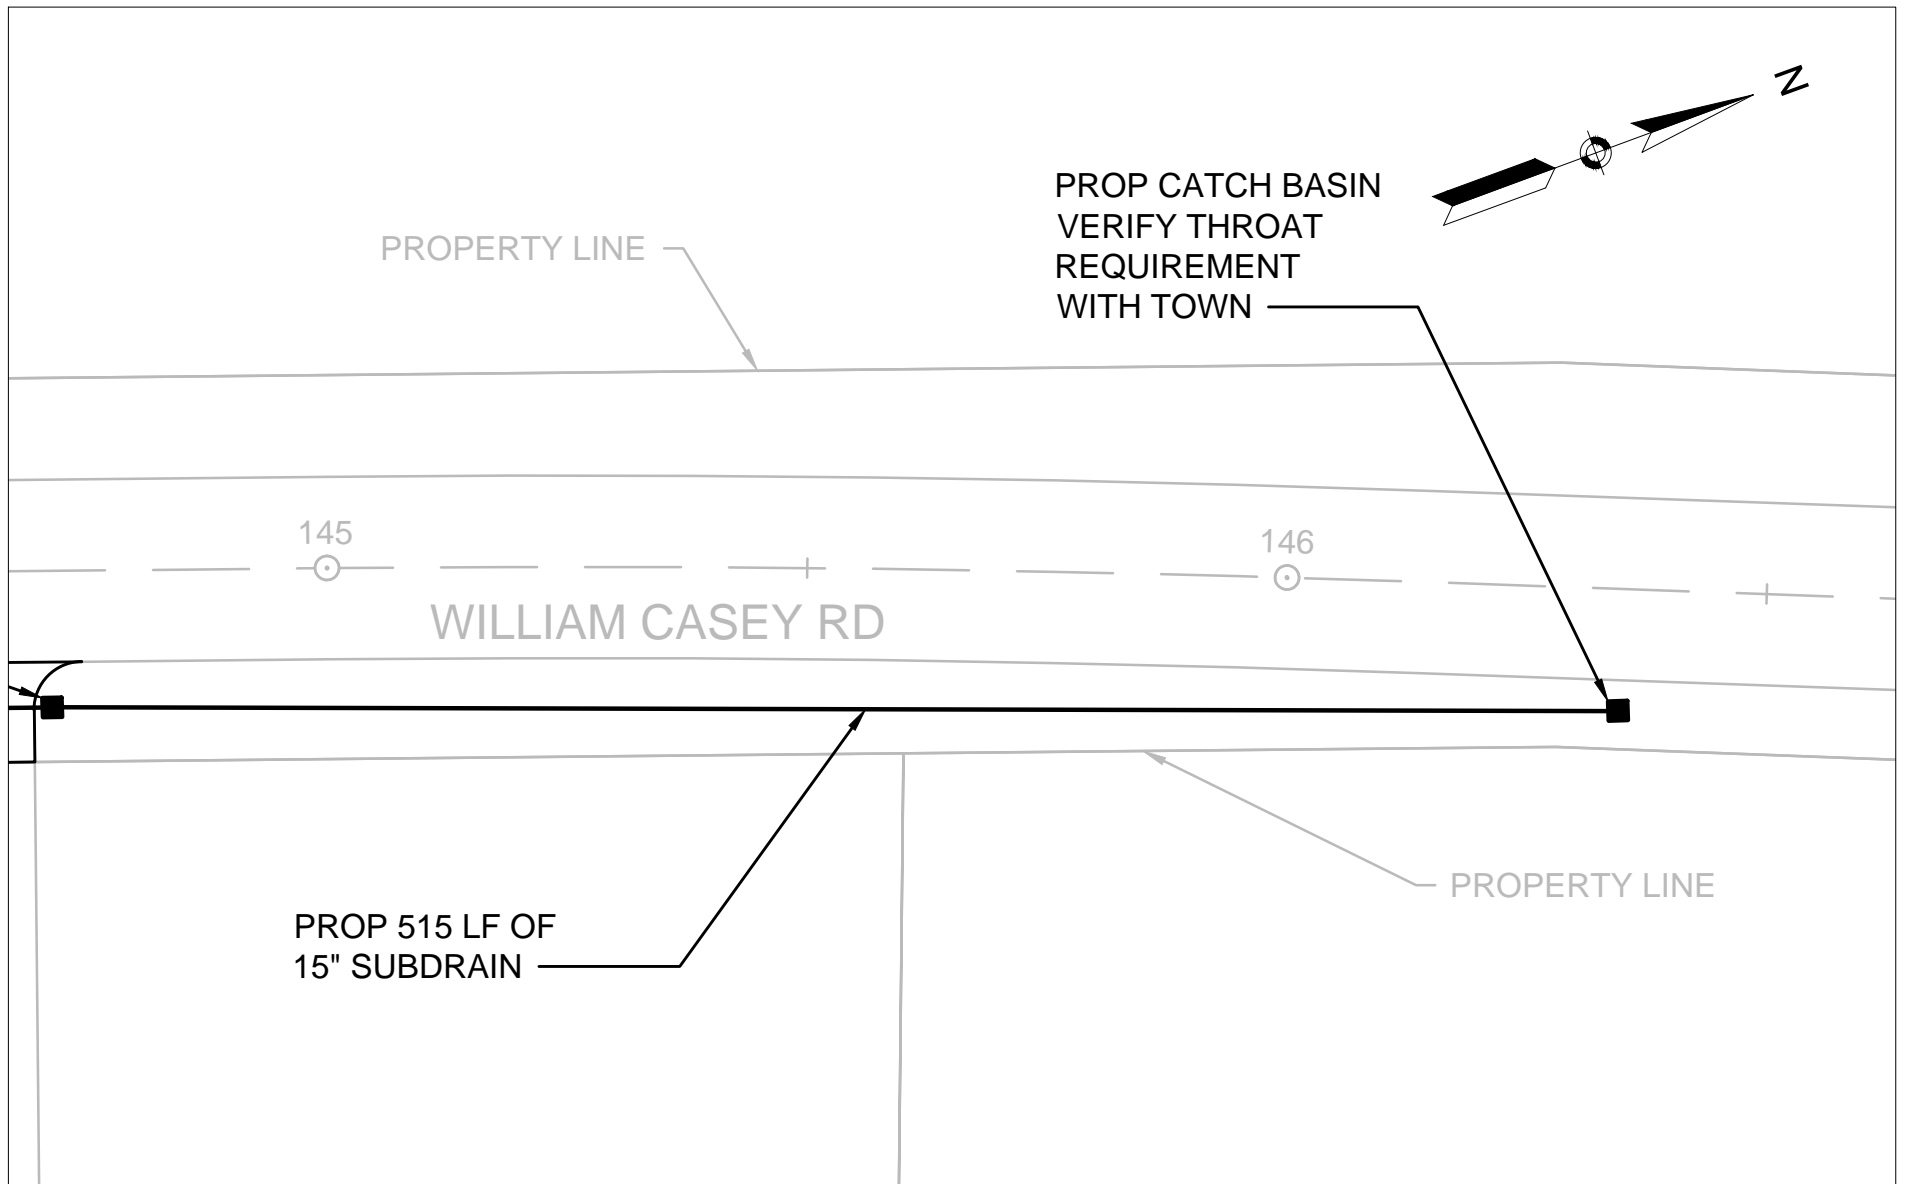 N
PROP CATCH BASIN
VERIFY THROAT
REQUIREMENT
WITH TOWN
PROPERTY LINE
145
146
WILLIAM CASEY RD
PROPERTY LINE
PROP 515 LF OF
15" SUBDRAIN